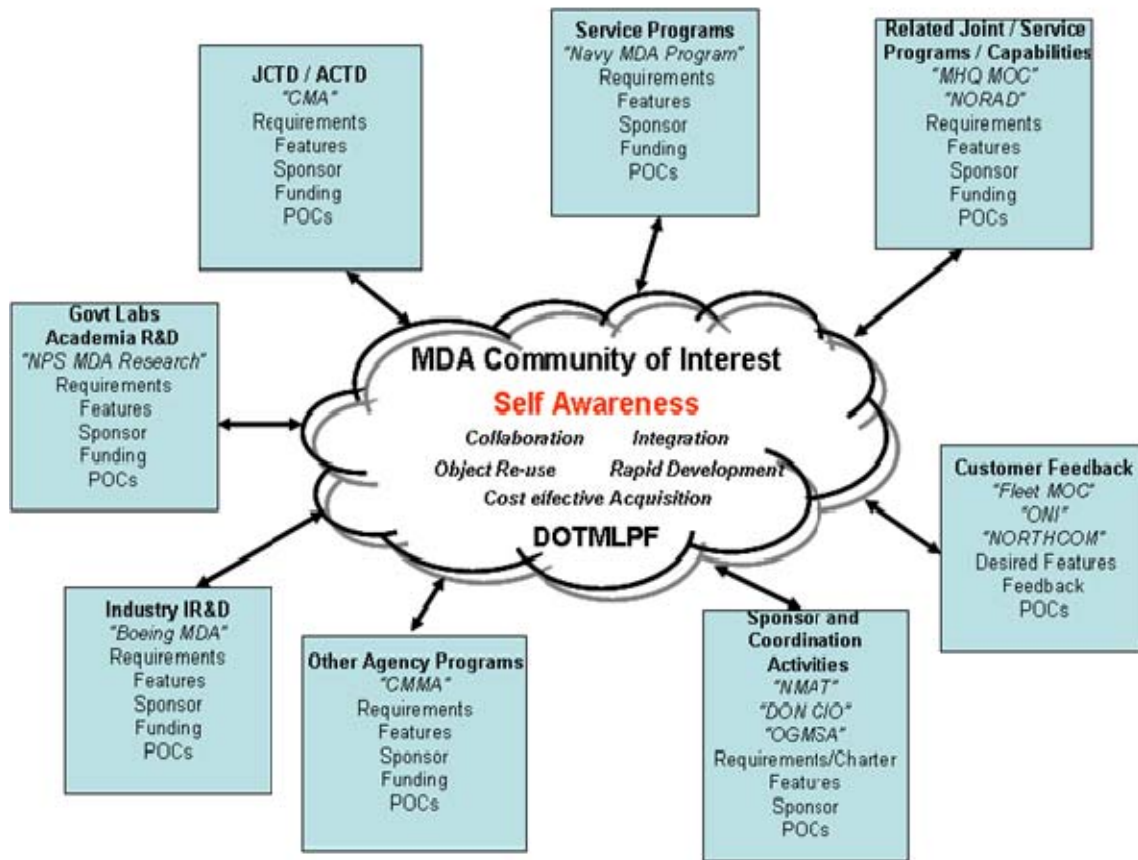 Service Programs
"Navy MDA Program"
Requirements
Features
Sponsor
Funding
POCs
Related Joint / Service
Programs / Capabilities
"MHQ MOC"
"NORAD"
Requirements
Features
Sponsor
Funding
POCs
JCTD / ACTD
"CMA"
Requirements
Features
Sponsor
Funding
POCs
Govt Labs
Academia R&D
"NPS MDA Research"
Requirements
Features
Sponsor
Funding
POCs
MDA Community of Interest
Self Awareness
Collaboration Integration
Object Re-use Rapid Development
Cost effective Acquisition
DOTMLPF
Customer Feedback
"Fleet MOC"
"ONI"
"NORTHCOM"
Desired Features
Feedback
POCs
Industry IR&D
"Boeing MDA"
Requirements
Features
Sponsor
Funding
POCs
Other Agency Programs
"CMMA"
Requirements
Features
Sponsor
Funding
POCs
Sponsor and
Coordination
Activities
"NMAT"
"DON CIO"
"OGMSA"
Requirements/Charter
Features
Sponsor
POCs